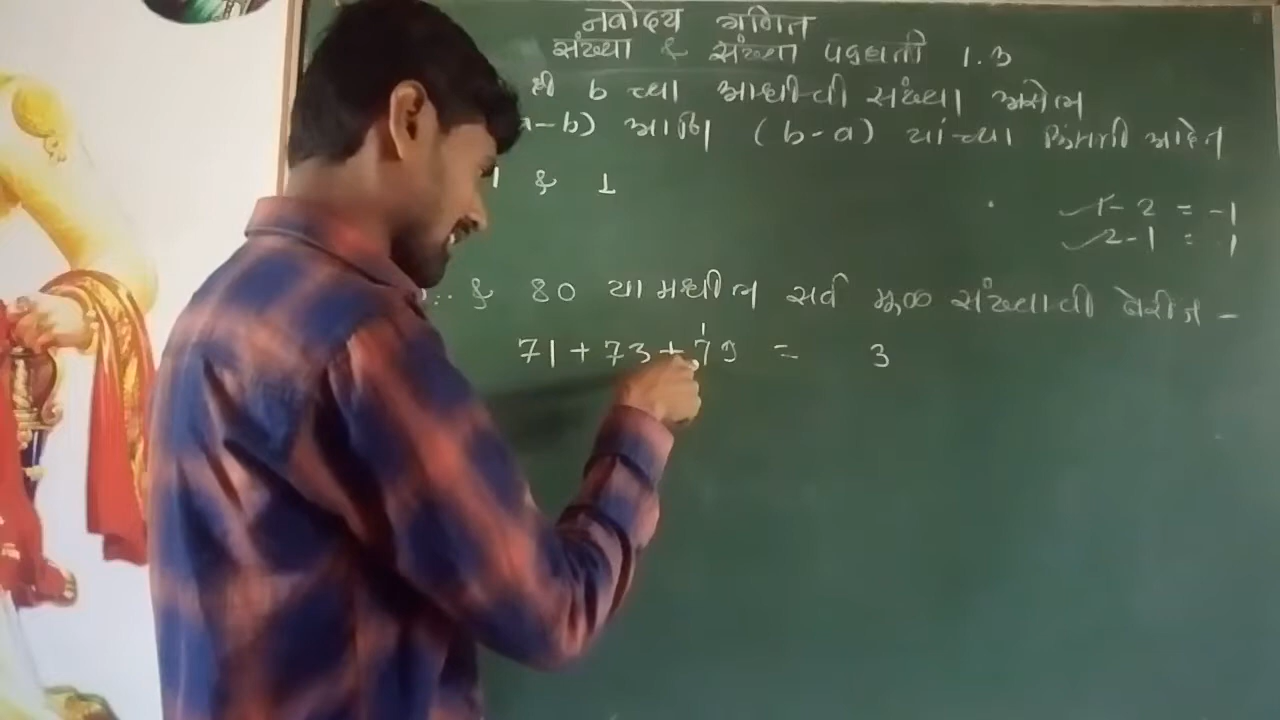 नवोदय गणित
संख्या & संख्या पद्धती 1.3
ही b च्या आधीची संख्या असेल
a-b) आणि (b-a) यांच्या किंमती आहेत
1 & 1
1-2 = -1
2-1 = 1
& 80 या मधील सर्व मुळ संख्याची बेरीज -
71+73+79 = 3